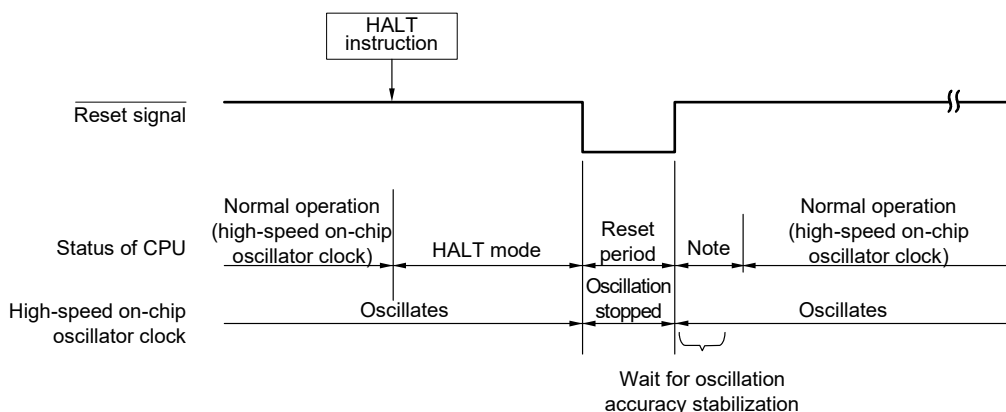 HALT
instruction
Reset signal
Normal operation
(high-speed on-chip
oscillator clock)
HALT mode
Reset
period
Note
Normal operation
(high-speed on-chip
oscillator clock)
Status of CPU
Oscillates
Oscillation
stopped
Oscillates
High-speed on-chip
oscillator clock
Wait for oscillation
accuracy stabilization